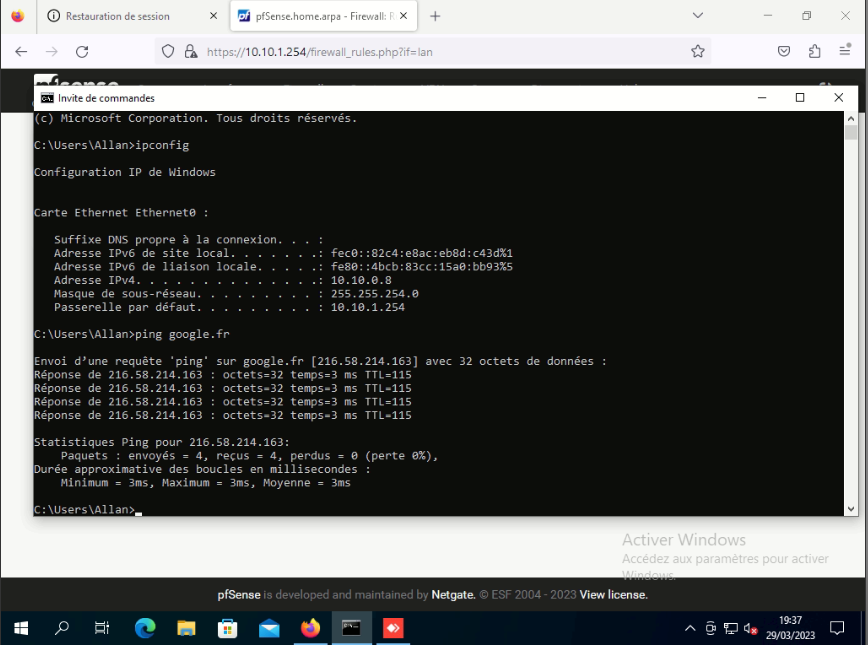 Restauration de session
pfSense.home.arpa - Firewall: R
https://10.10.1.254/firewall_rules.php?if=lan
pfsense
Invite de commandes
(c) Microsoft Corporation. Tous droits réservés.
C:\Users\Allan>ipconfig
Configuration IP de Windows
Carte Ethernet Ethernet0 :
Suffixe DNS propre à la connexion. . . :
Adresse IPv6 de site local. . . . . . .: fec0::82c4:e8ac:eb8d:c43d%1
Adresse IPv6 de liaison locale. . . . .: fe80::4bcb:83cc:15a0:bb93%5
Adresse IPv4. . . . . . . . . . . . . .: 10.10.0.8
Masque de sous-réseau. . . . . . . . . : 255.255.254.0
Passerelle par défaut. . . . . . . . . : 10.10.1.254
C:\Users\Allan>ping google.fr
Envoi d’une requête 'ping' sur google.fr [216.58.214.163] avec 32 octets de données :
Réponse de 216.58.214.163 : octets=32 temps=3 ms TTL=115
Réponse de 216.58.214.163 : octets=32 temps=3 ms TTL=115
Réponse de 216.58.214.163 : octets=32 temps=3 ms TTL=115
Réponse de 216.58.214.163 : octets=32 temps=3 ms TTL=115
Statistiques Ping pour 216.58.214.163:
Paquets : envoyés = 4, reçus = 4, perdus = 0 (perte 0%),
Durée approximative des boucles en millisecondes :
Minimum = 3ms, Maximum = 3ms, Moyenne = 3ms
C:\Users\Allan>
Activer Windows
Accédez aux paramètres pour activer
Windows.
pfSense is developed and maintained by Netgate. © ESF 2004 - 2023 View license.
19:37
29/03/2023